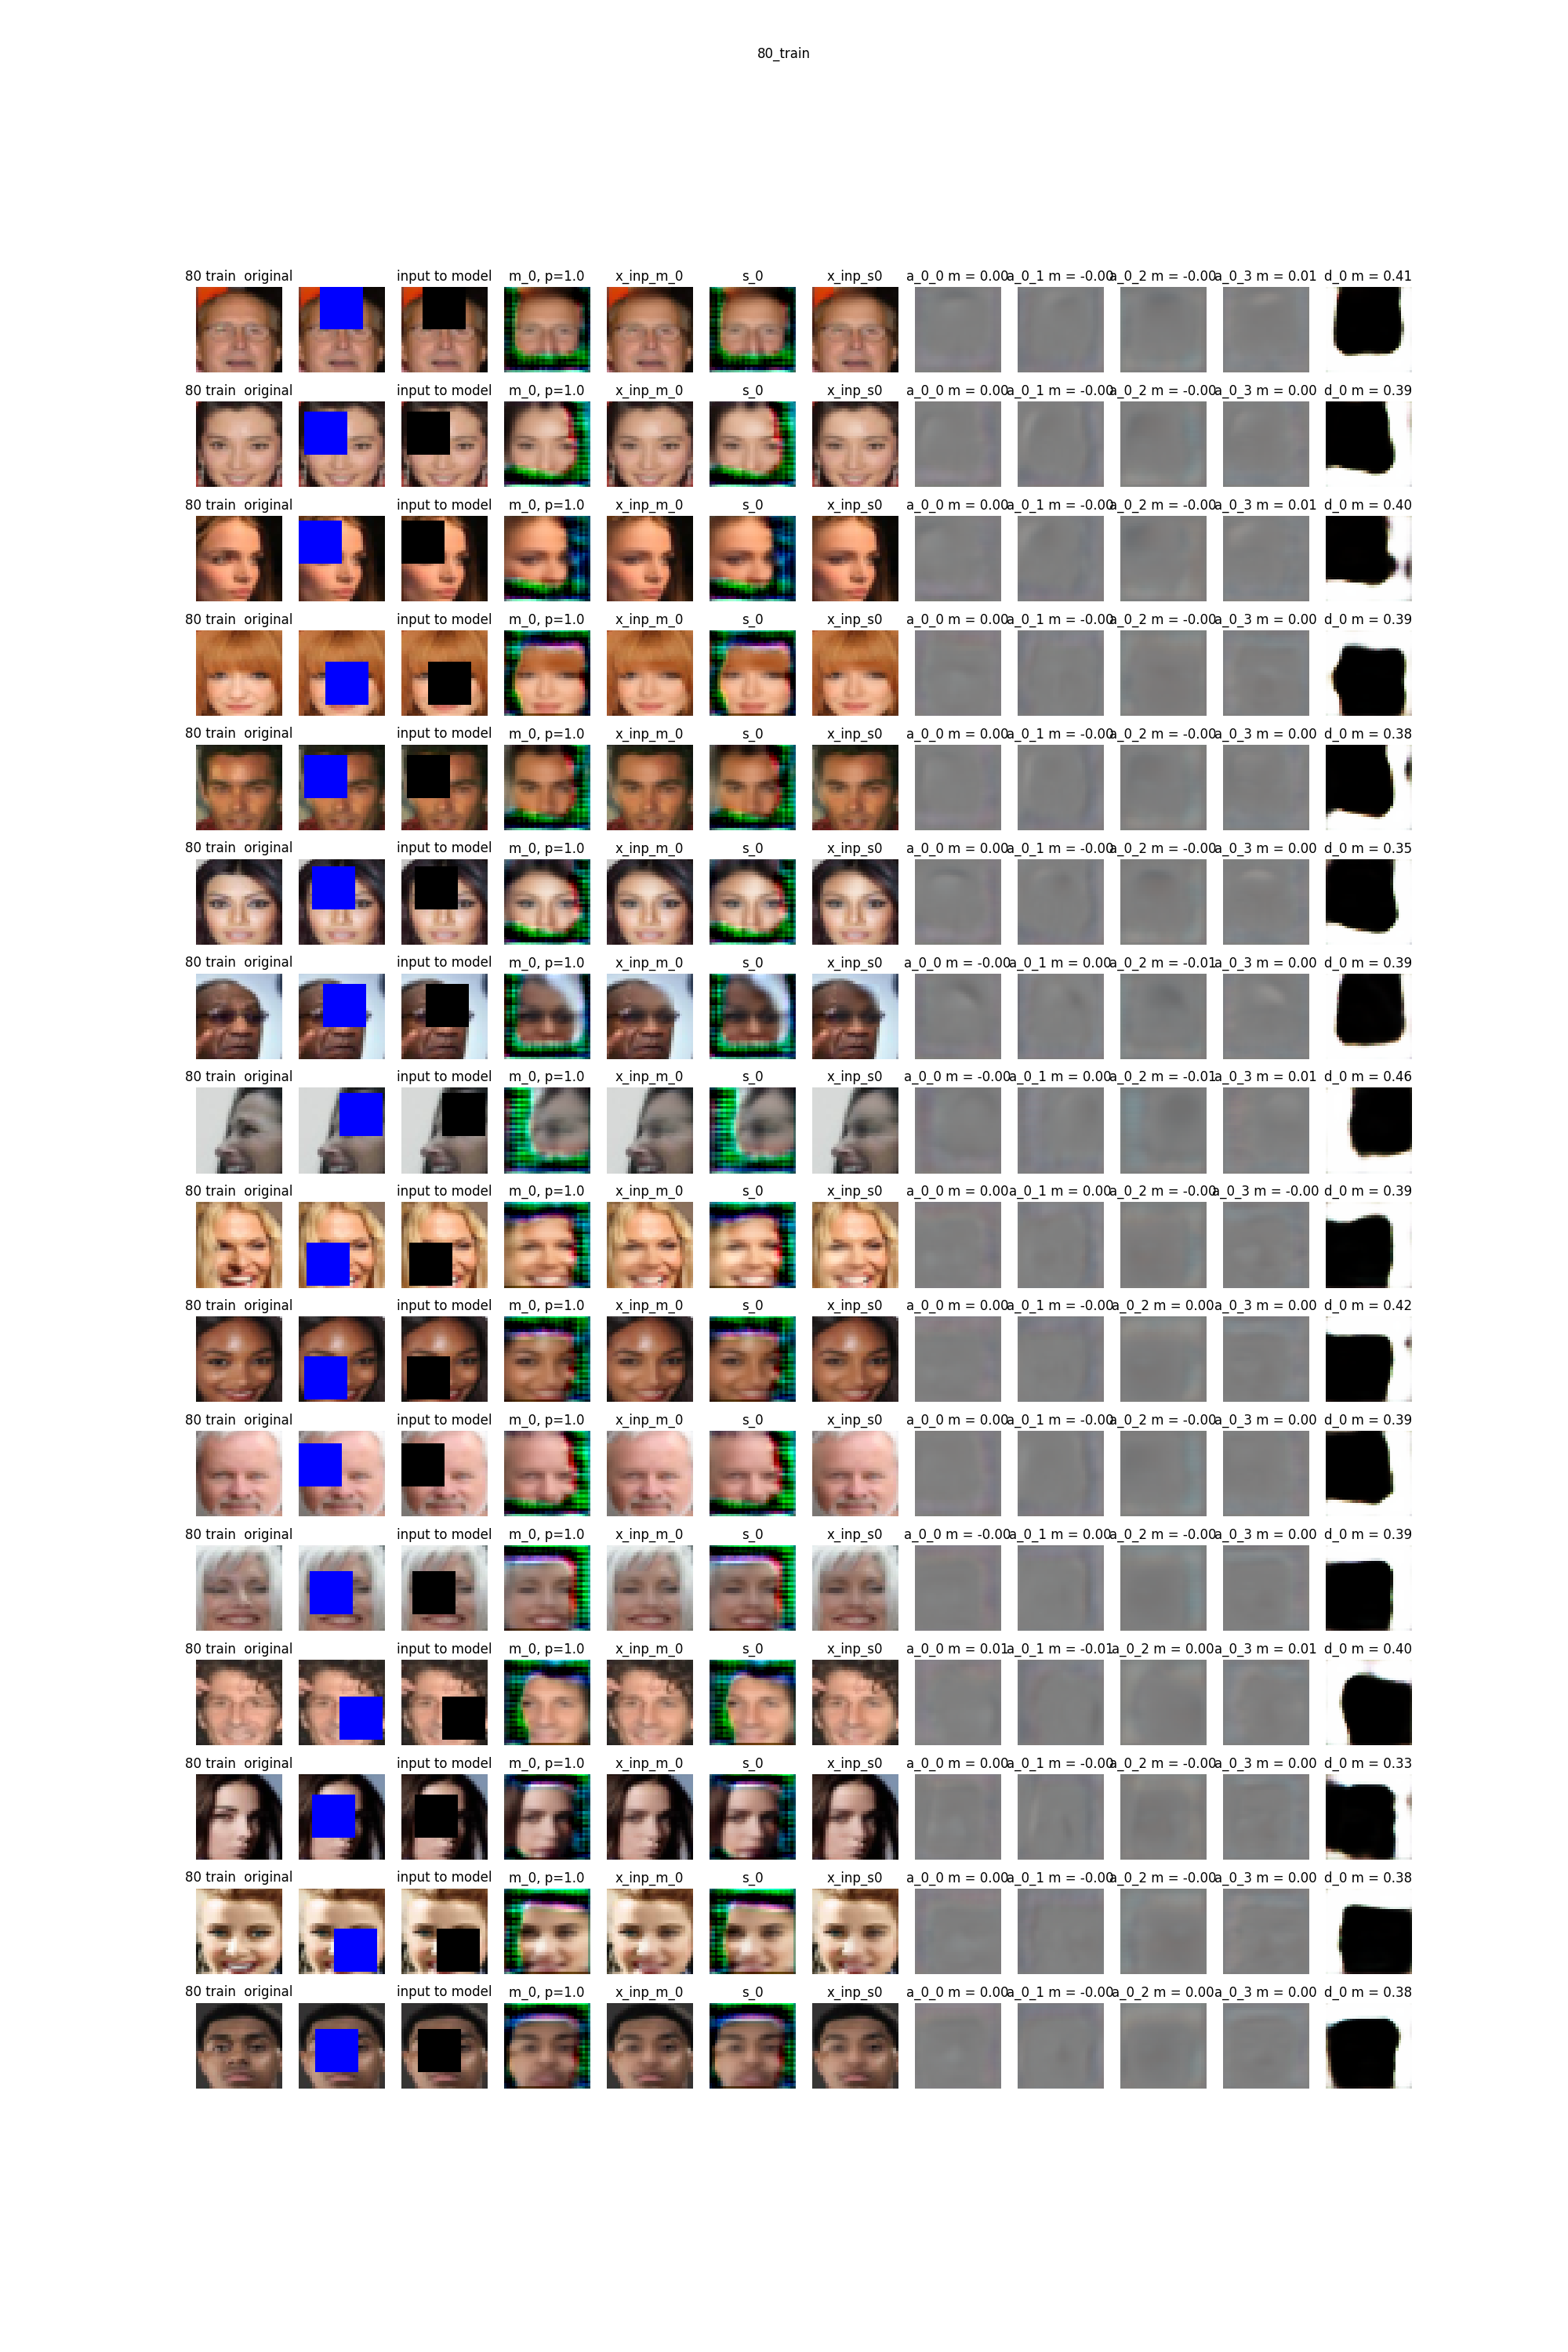 80_train
80 train original input to model m_0, p=1.0 x_inp_m_0 s_0 x_inp_s0 a_0_0 m = 0.00 a_0_1 m = -0.00 a_0_2 m = -0.00 a_0_3 m = 0.01 d_0 m = 0.41
80 train original input to model m_0, p=1.0 x_inp_m_0 s_0 x_inp_s0 a_0_0 m = 0.00 a_0_1 m = -0.00 a_0_2 m = -0.00 a_0_3 m = 0.00 d_0 m = 0.39
80 train original input to model m_0, p=1.0 x_inp_m_0 s_0 x_inp_s0 a_0_0 m = 0.00 a_0_1 m = -0.00 a_0_2 m = -0.00 a_0_3 m = 0.01 d_0 m = 0.40
80 train original input to model m_0, p=1.0 x_inp_m_0 s_0 x_inp_s0 a_0_0 m = 0.00 a_0_1 m = -0.00 a_0_2 m = -0.00 a_0_3 m = 0.00 d_0 m = 0.39
80 train original input to model m_0, p=1.0 x_inp_m_0 s_0 x_inp_s0 a_0_0 m = 0.00 a_0_1 m = -0.00 a_0_2 m = -0.00 a_0_3 m = 0.00 d_0 m = 0.38
80 train original input to model m_0, p=1.0 x_inp_m_0 s_0 x_inp_s0 a_0_0 m = 0.00 a_0_1 m = -0.00 a_0_2 m = -0.00 a_0_3 m = 0.00 d_0 m = 0.35
80 train original input to model m_0, p=1.0 x_inp_m_0 s_0 x_inp_s0 a_0_0 m = -0.00 a_0_1 m = 0.00 a_0_2 m = -0.01 a_0_3 m = 0.00 d_0 m = 0.39
80 train original input to model m_0, p=1.0 x_inp_m_0 s_0 x_inp_s0 a_0_0 m = -0.00 a_0_1 m = 0.00 a_0_2 m = -0.01 a_0_3 m = 0.01 d_0 m = 0.46
80 train original input to model m_0, p=1.0 x_inp_m_0 s_0 x_inp_s0 a_0_0 m = 0.00 a_0_1 m = 0.00 a_0_2 m = -0.00 a_0_3 m = -0.00 d_0 m = 0.39
80 train original input to model m_0, p=1.0 x_inp_m_0 s_0 x_inp_s0 a_0_0 m = 0.00 a_0_1 m = -0.00 a_0_2 m = 0.00 a_0_3 m = 0.00 d_0 m = 0.42
80 train original input to model m_0, p=1.0 x_inp_m_0 s_0 x_inp_s0 a_0_0 m = 0.00 a_0_1 m = -0.00 a_0_2 m = -0.00 a_0_3 m = 0.00 d_0 m = 0.39
80 train original input to model m_0, p=1.0 x_inp_m_0 s_0 x_inp_s0 a_0_0 m = -0.00 a_0_1 m = 0.00 a_0_2 m = -0.00 a_0_3 m = 0.00 d_0 m = 0.39
80 train original input to model m_0, p=1.0 x_inp_m_0 s_0 x_inp_s0 a_0_0 m = 0.01 a_0_1 m = -0.01 a_0_2 m = 0.00 a_0_3 m = 0.01 d_0 m = 0.40
80 train original input to model m_0, p=1.0 x_inp_m_0 s_0 x_inp_s0 a_0_0 m = 0.00 a_0_1 m = -0.00 a_0_2 m = -0.00 a_0_3 m = 0.00 d_0 m = 0.33
80 train original input to model m_0, p=1.0 x_inp_m_0 s_0 x_inp_s0 a_0_0 m = 0.00 a_0_1 m = -0.00 a_0_2 m = -0.00 a_0_3 m = 0.00 d_0 m = 0.38
80 train original input to model m_0, p=1.0 x_inp_m_0 s_0 x_inp_s0 a_0_0 m = 0.00 a_0_1 m = -0.00 a_0_2 m = 0.00 a_0_3 m = 0.00 d_0 m = 0.38